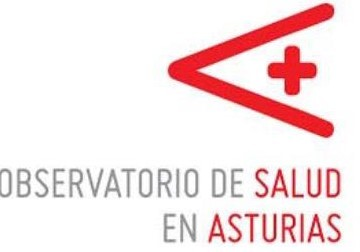 OBSERVATORIO DE SALUD
EN ASTURIAS